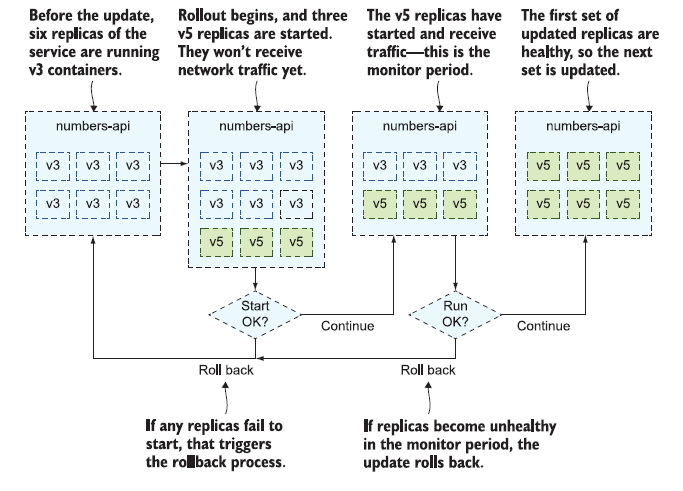 Before the update,
six replicas of the
service are running
v3 containers.
Rollout begins, and three
v5 replicas are started.
They won't receive
network traffic yet.
The v5 replicas have
started and receive
traffic—this is the
monitor period.
The first set of
updated replicas are
healthy, so the next
set is updated.
numbers-api
v3 v3 v3
v3 v3 v3
numbers-api
v3 v3 v3
v3 v3 v3
v5 v5 v5
numbers-api
v3 v3 v3
v5 v5 v5
numbers-api
v5 v5 v5
v5 v5 v5
Start
OK?
Continue
Run
OK?
Continue
Roll back
Roll back
If any replicas fail to
start, that triggers
the rollback process.
If replicas become unhealthy
in the monitor period, the
update rolls back.